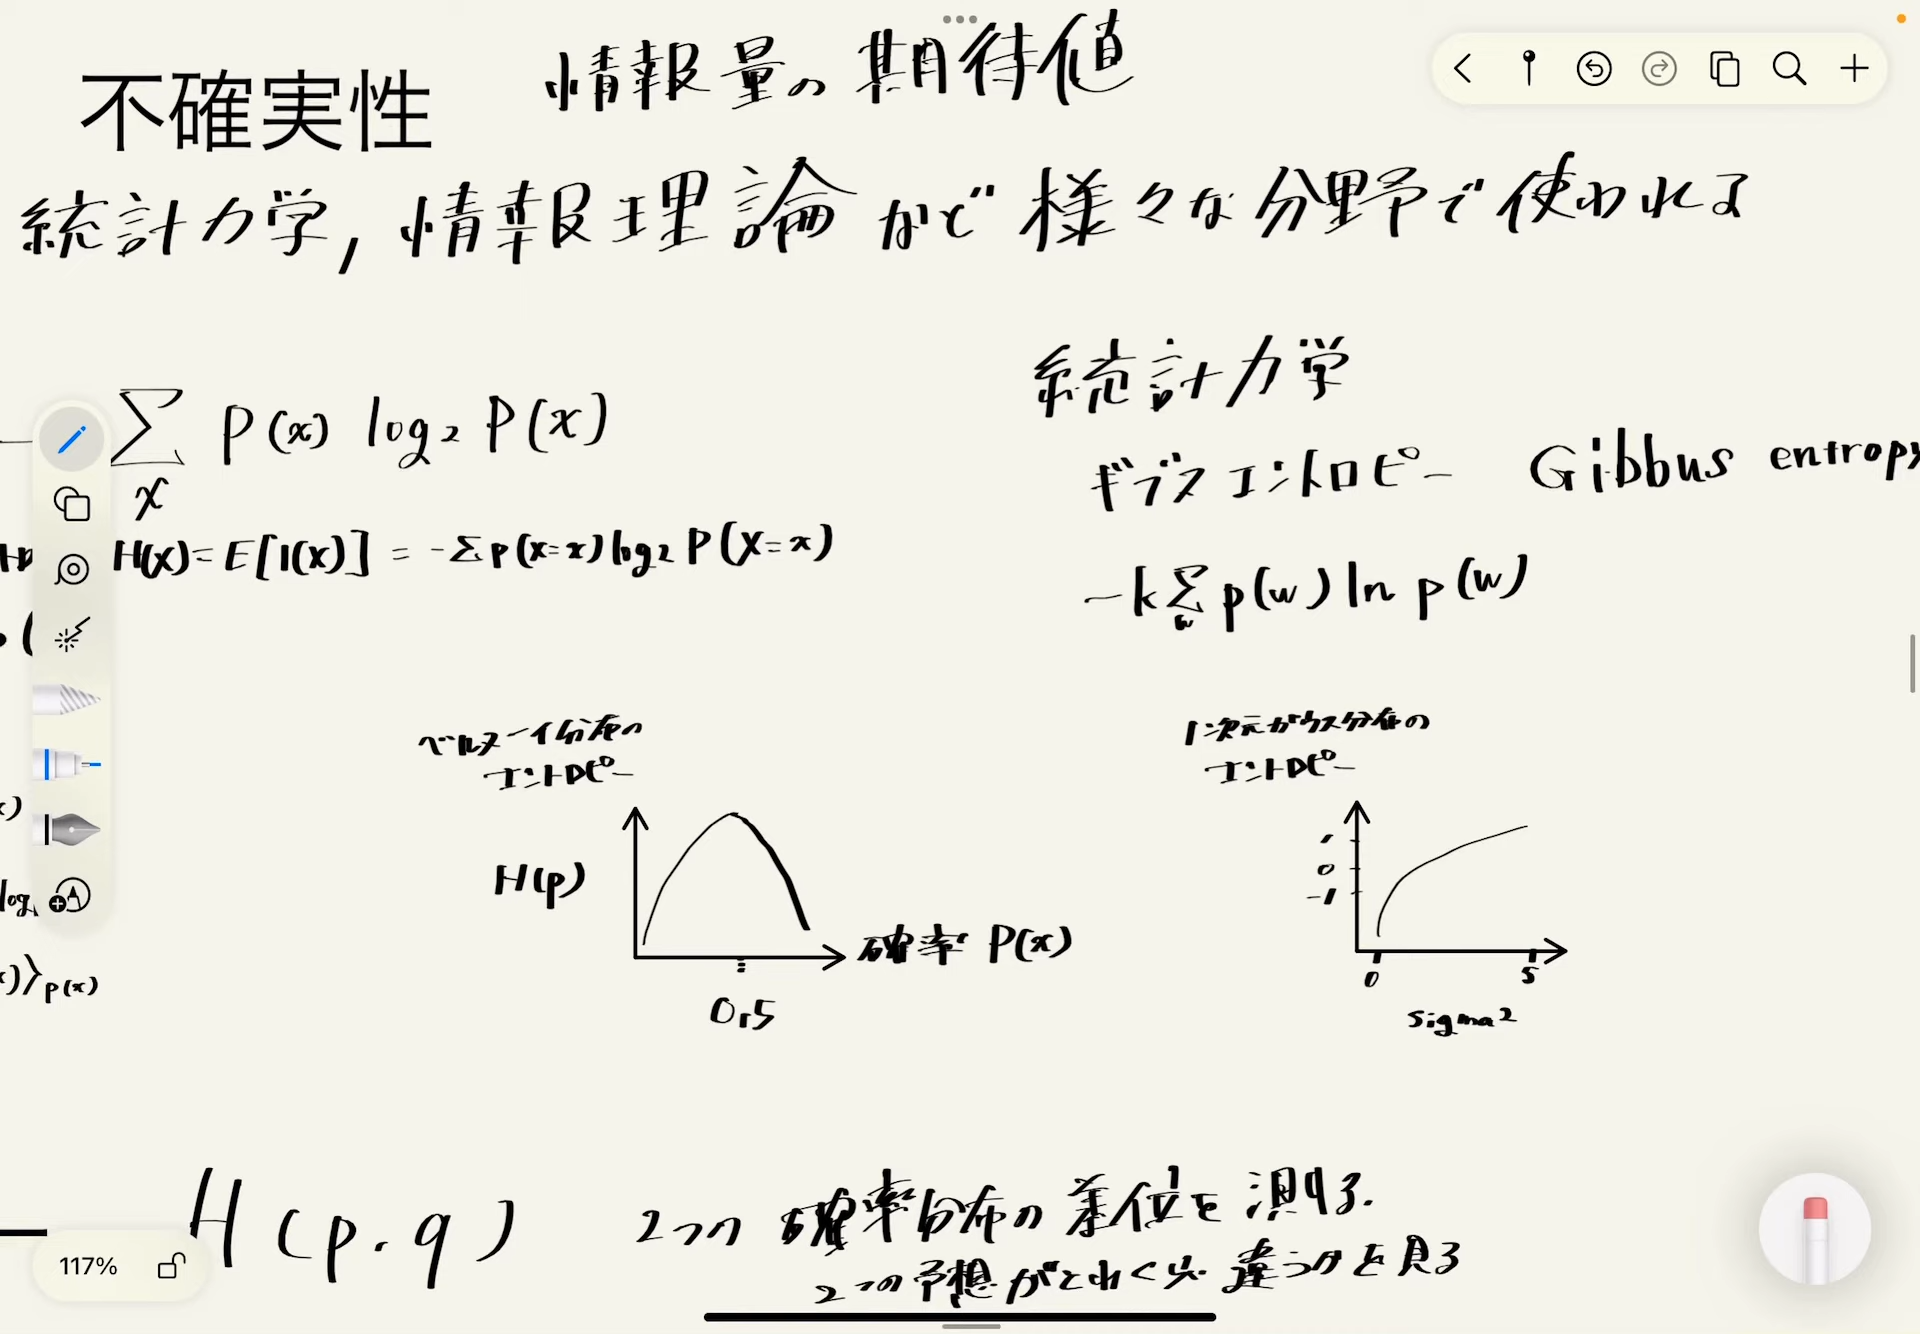 情報量の期待値
不確実性
統計力学, 情報理論 など 様々な分野で使われる
統計力学
Σ P(x) log₂ P(x)
x
ギブスエントロピー Gibbus entropy
H(X) = E[I(X)] = -Σ p(X=x) log₂ P(X=x)
-k Σ p(w) ln p(w)
w
ベルヌーイ分布の
エントロピー
1次元ガウス分布の
エントロピー
1
0
-1
H(p)
確率 P(x)
0.5
0
5
sigma²
log
p(x)
H(p.q)
2つの 確率分布の差位を測る.
2つの予想がどれくらい違うかを見る
117%